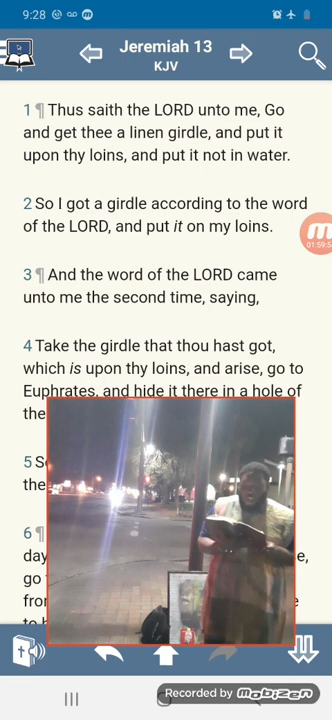 9:28
Jeremiah 13
KJV
1 ¶ Thus saith the LORD unto me, Go
and get thee a linen girdle, and put it
upon thy loins, and put it not in water.
2 So I got a girdle according to the word
of the LORD, and put it on my loins.
01:59:5
3 ¶ And the word of the LORD came
unto me the second time, saying,
4 Take the girdle that thou hast got,
which is upon thy loins, and arise, go to
Euphrates, and hide it there in a hole of
the
5
the
6 ¶
day
go
Recorded by mobizen